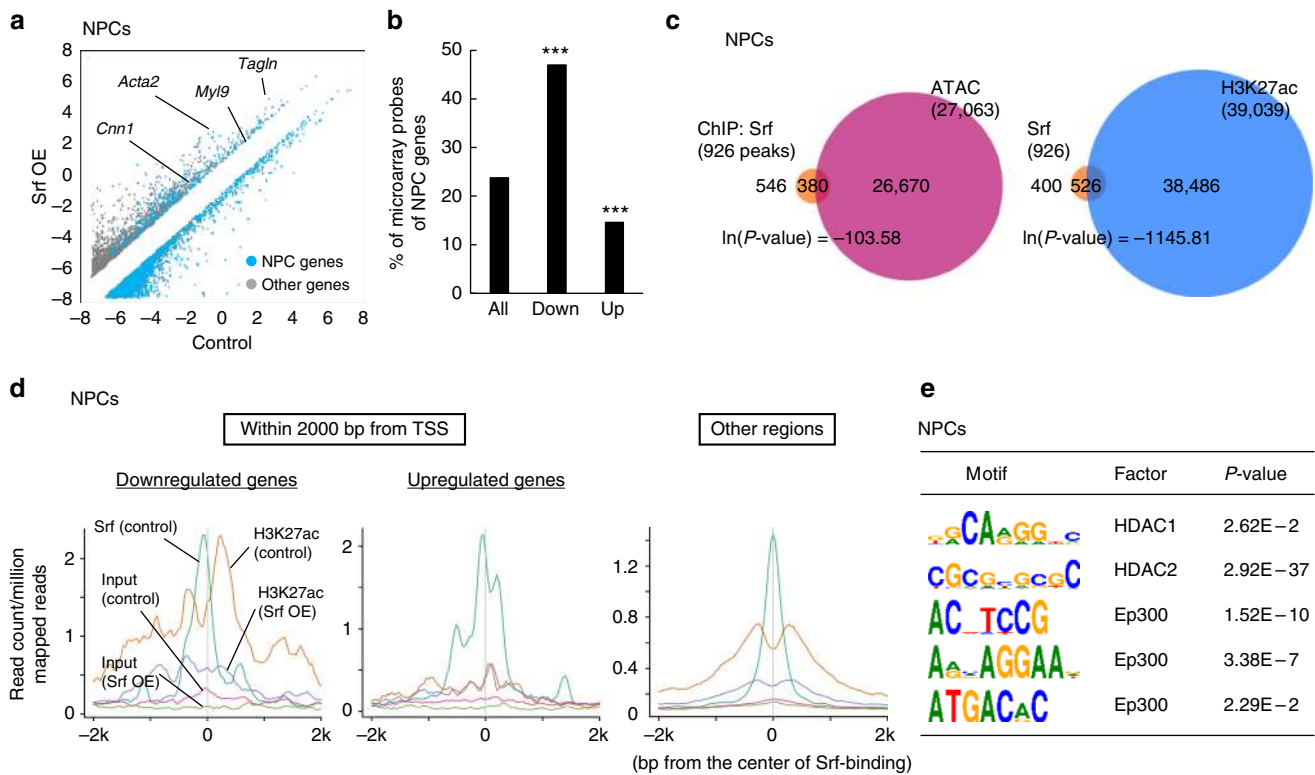 a
NPCs
8
6
4
2
0
−2
−4
−6
−8
Srf OE
Tagln
Acta2
Myl9
Cnn1
NPC genes
Other genes
−8 −6 −4 −2 0 2 4 6 8
Control
b
50
40
30
20
10
0
% of microarray probes
of NPC genes
***
***
All Down Up
c
NPCs
ATAC
(27,063)
ChIP: Srf
(926 peaks)
546 380 26,670
ln(P-value) = −103.58
H3K27ac
(39,039)
Srf
(926)
400 526 38,486
ln(P-value) = −1145.81
d
NPCs
Within 2000 bp from TSS
Other regions
Downregulated genes
Upregulated genes
Read count/million
mapped reads
Srf (control)
H3K27ac
(control)
Input
(control)
H3K27ac
(Srf OE)
Input
(Srf OE)
2
1
0
−2k 0 2k
2
1
0
−2k 0 2k
1.2
0.8
0.4
0
−2k 0 2k
(bp from the center of Srf-binding)
e
NPCs
Motif Factor P-value
HDAC1 2.62E−2
HDAC2 2.92E−37
Ep300 1.52E−10
Ep300 3.38E−7
ATGACAC Ep300 2.29E−2